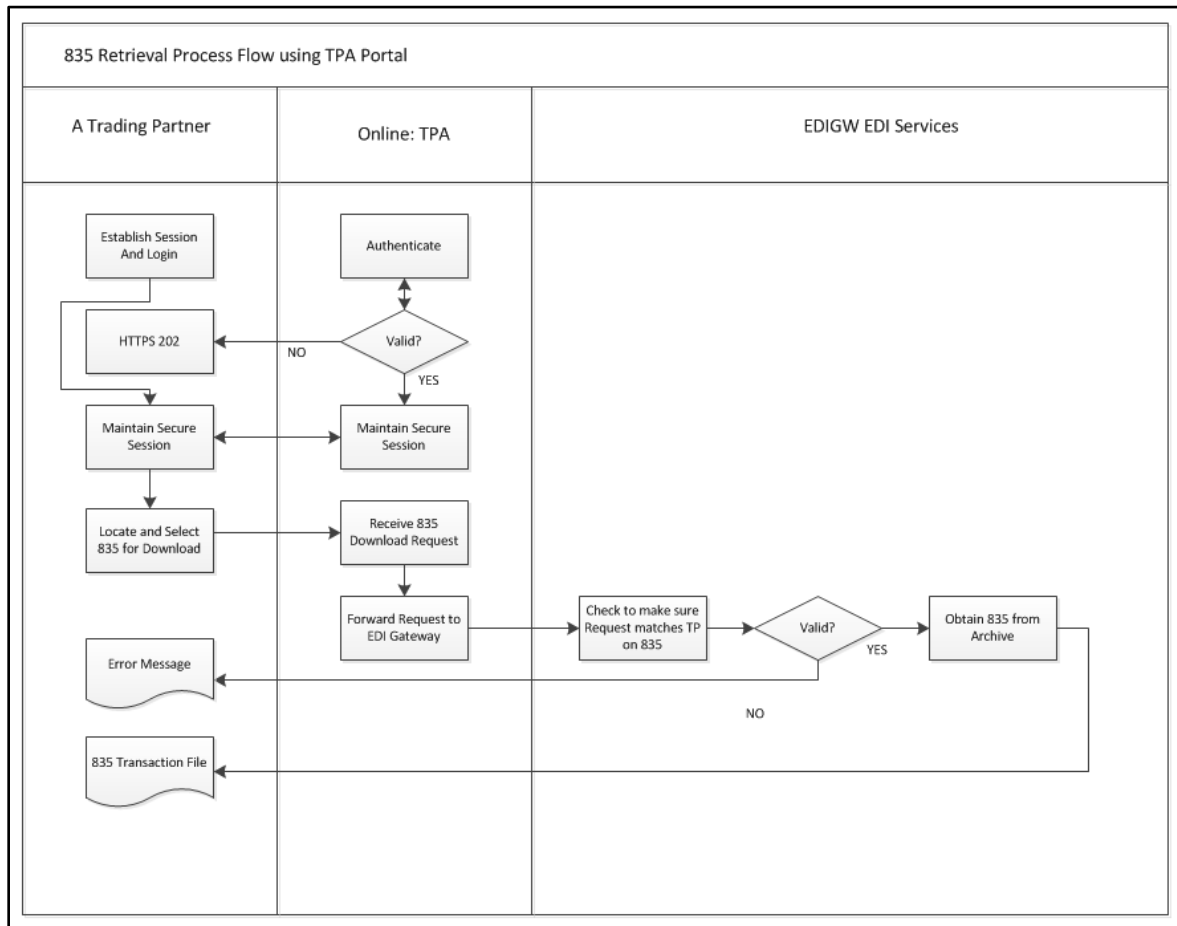 835 Retrieval Process Flow using TPA Portal
A Trading Partner
Online: TPA
EDIGW EDI Services
Establish Session
And Login
Authenticate
HTTPS 202
NO
Valid?
YES
Maintain Secure
Session
Maintain Secure
Session
Locate and Select
835 for Download
Receive 835
Download Request
Forward Request to
EDI Gateway
Check to make sure
Request matches TP
on 835
Valid?
YES
Obtain 835 from
Archive
Error Message
NO
835 Transaction File